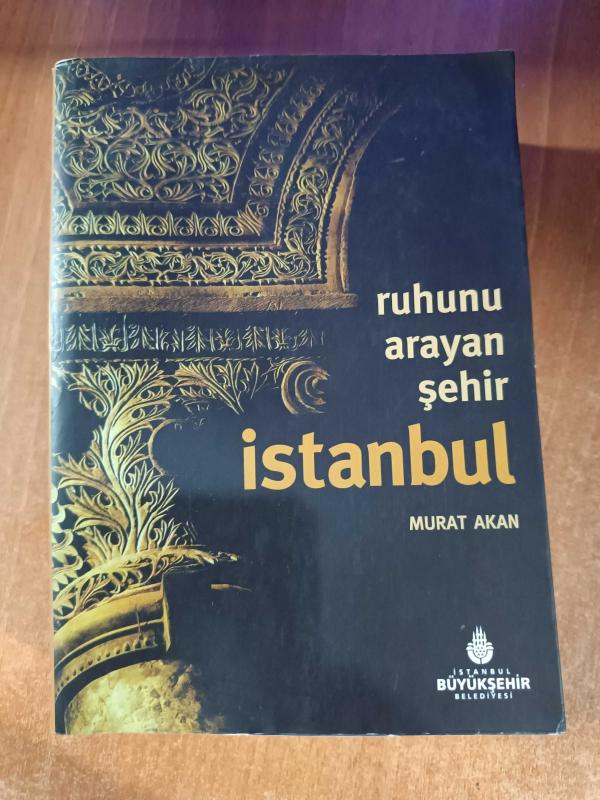 ruhunu
arayan
şehir
istanbul
MURAT AKAN
İSTANBUL
BÜYÜKŞEHİR
BELEDİYESİ